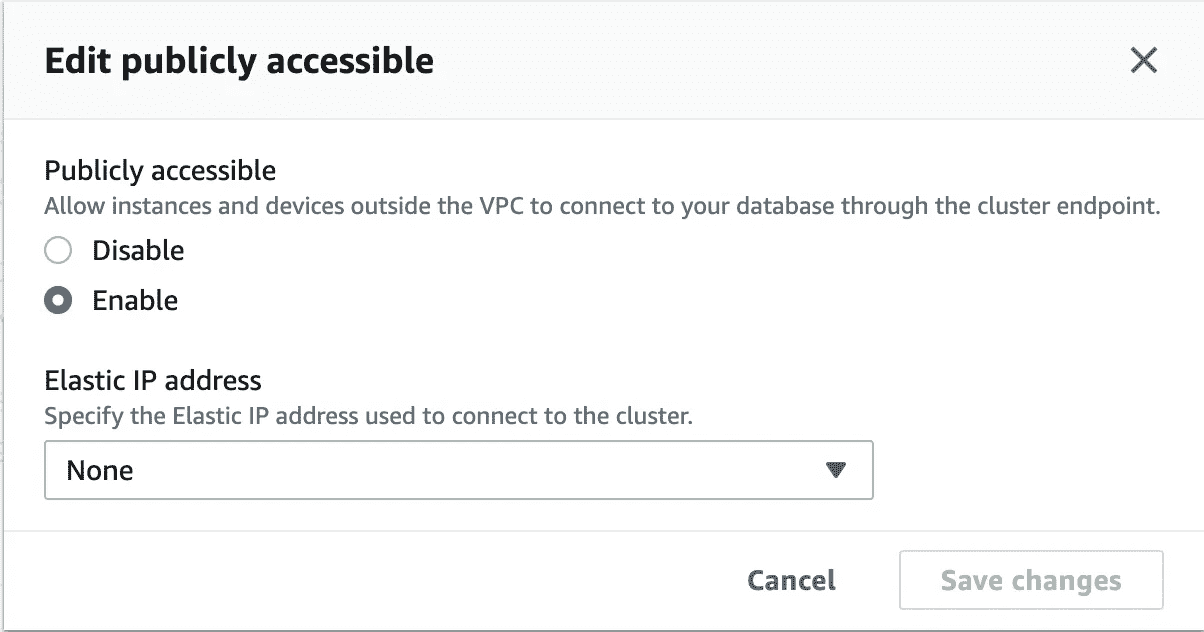 Edit publicly accessible
Publicly accessible
Allow instances and devices outside the VPC to connect to your database through the cluster endpoint.
Disable
Enable
Elastic IP address
Specify the Elastic IP address used to connect to the cluster.
None
Cancel
Save changes